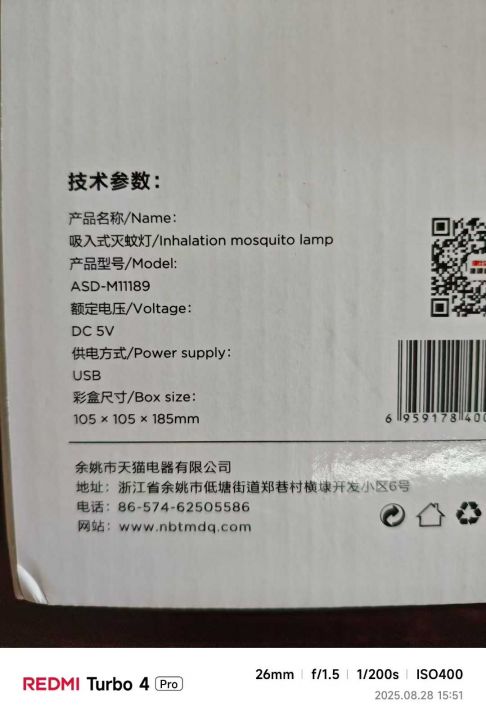 技术参数：
产品名称/Name:
吸入式灭蚊灯/Inhalation mosquito lamp
产品型号/Model:
ASD-M11189
额定电压/Voltage:
DC 5V
供电方式/Power supply:
USB
彩盒尺寸/Box size:
105 × 105 × 185mm
6 959178 400
余姚市天猫电器有限公司
地址：浙江省余姚市低塘街道郑巷村横埭开发小区6号
电话：86-574-62505586
网站：www.nbtmdq.com
REDMI Turbo 4 Pro
26mm | f/1.5 | 1/200s | ISO400
2025.08.28 15:51